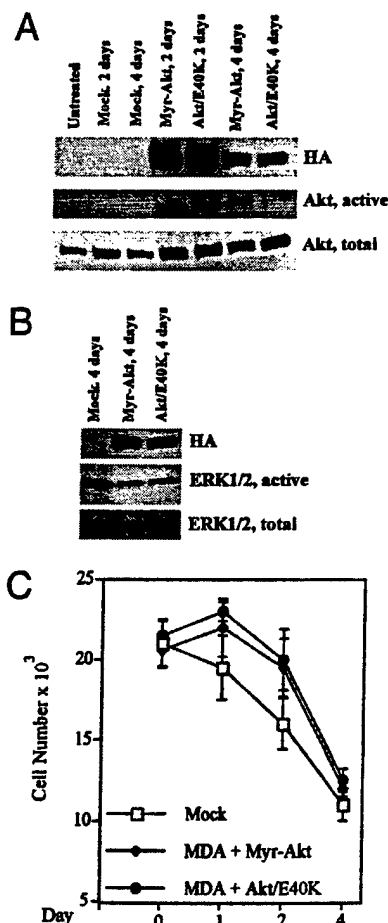 A
Untreated
Mock. 2 days
Mock, 4 days
Myr-Akt, 2 days
Akt/E40K, 2 days
Myr-Akt, 4 days
Akt/E40K, 4 days
HA
Akt, active
Akt, total
B
Mock. 4 days
Myr-Akt, 4 days
Akt/E40K, 4 days
HA
ERK1/2, active
ERK1/2, total
C
25
20
15
10
5
Cell Number x 10³
Mock
MDA + Myr-Akt
MDA + Akt/E40K
Day 0 1 2 4